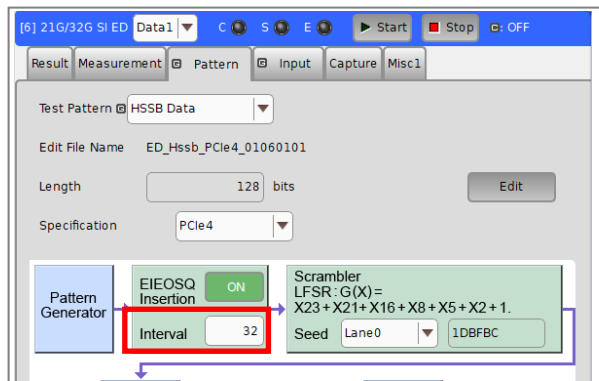 [6] 21G/32G SI ED Data1 C S E Start Stop C: OFF
Result Measurement C Pattern C Input Capture Misc1
Test Pattern C HSSB Data
Edit File Name ED_Hssb_PCIe4_01060101
Length 128 bits Edit
Specification PCIe4
Pattern Generator
EIEOSQ Insertion ON
Interval 32
Scrambler
LFSR:G(X)=
X23+X21+X16+X8+X5+X2+1.
Seed Lane0 1DBFBC